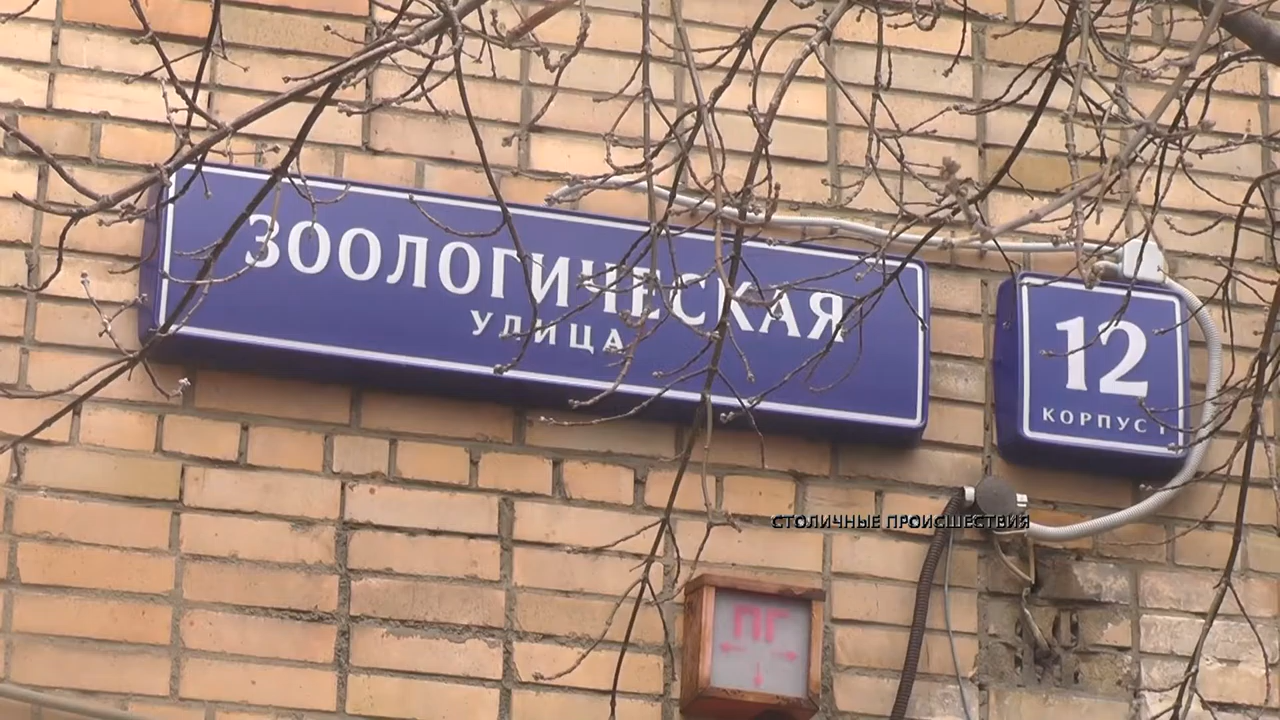 ЗООЛОГИЧЕСКАЯ
УЛИЦА
12
КОРПУС 1
СТОЛИЧНЫЕ ПРОИСШЕСТВИЯ
ПГ